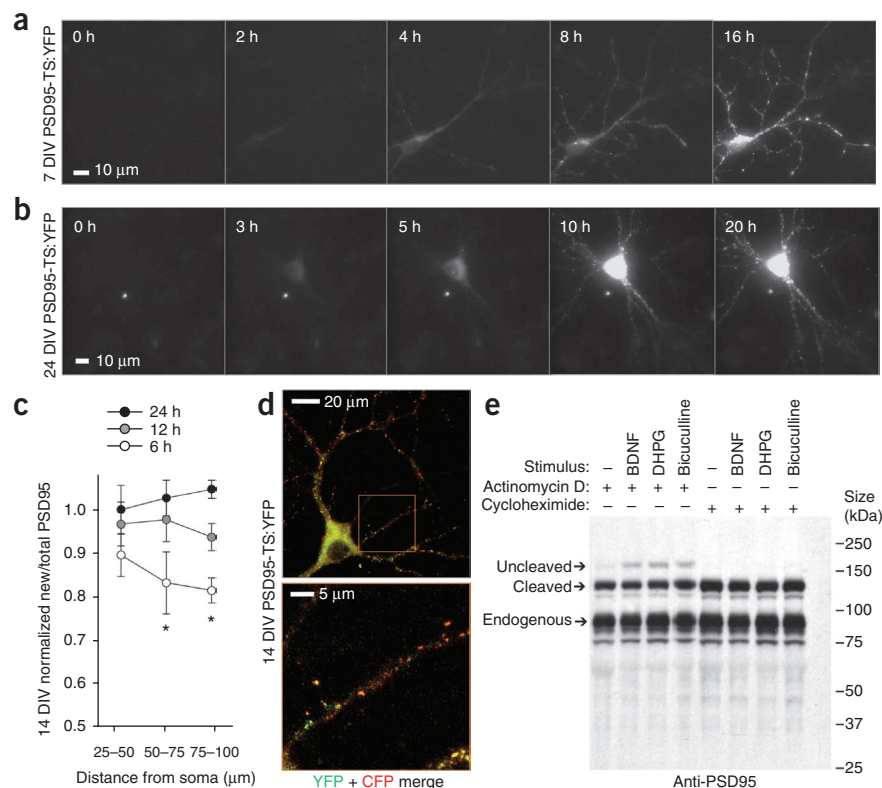 a
7 DIV PSD95-TS:YFP
0 h
2 h
4 h
8 h
16 h
10 μm
b
24 DIV PSD95-TS:YFP
0 h
3 h
5 h
10 h
20 h
10 μm
c
24 h
12 h
6 h
14 DIV normalized new/total PSD95
1.0
0.9
0.8
0.7
0.6
0.5
*
*
25–50
50–75
75–100
Distance from soma (μm)
d
14 DIV PSD95-TS:YFP
20 μm
5 μm
YFP + CFP merge
e
Stimulus: – BDNF DHPG Bicuculline – BDNF DHPG Bicuculline
Actinomycin D: + + + + – – – –
Cycloheximide: – – – – + + + +
Size
(kDa)
Uncleaved
Cleaved
Endogenous
–250
–150
–100
–75
–50
–37
–25
Anti-PSD95